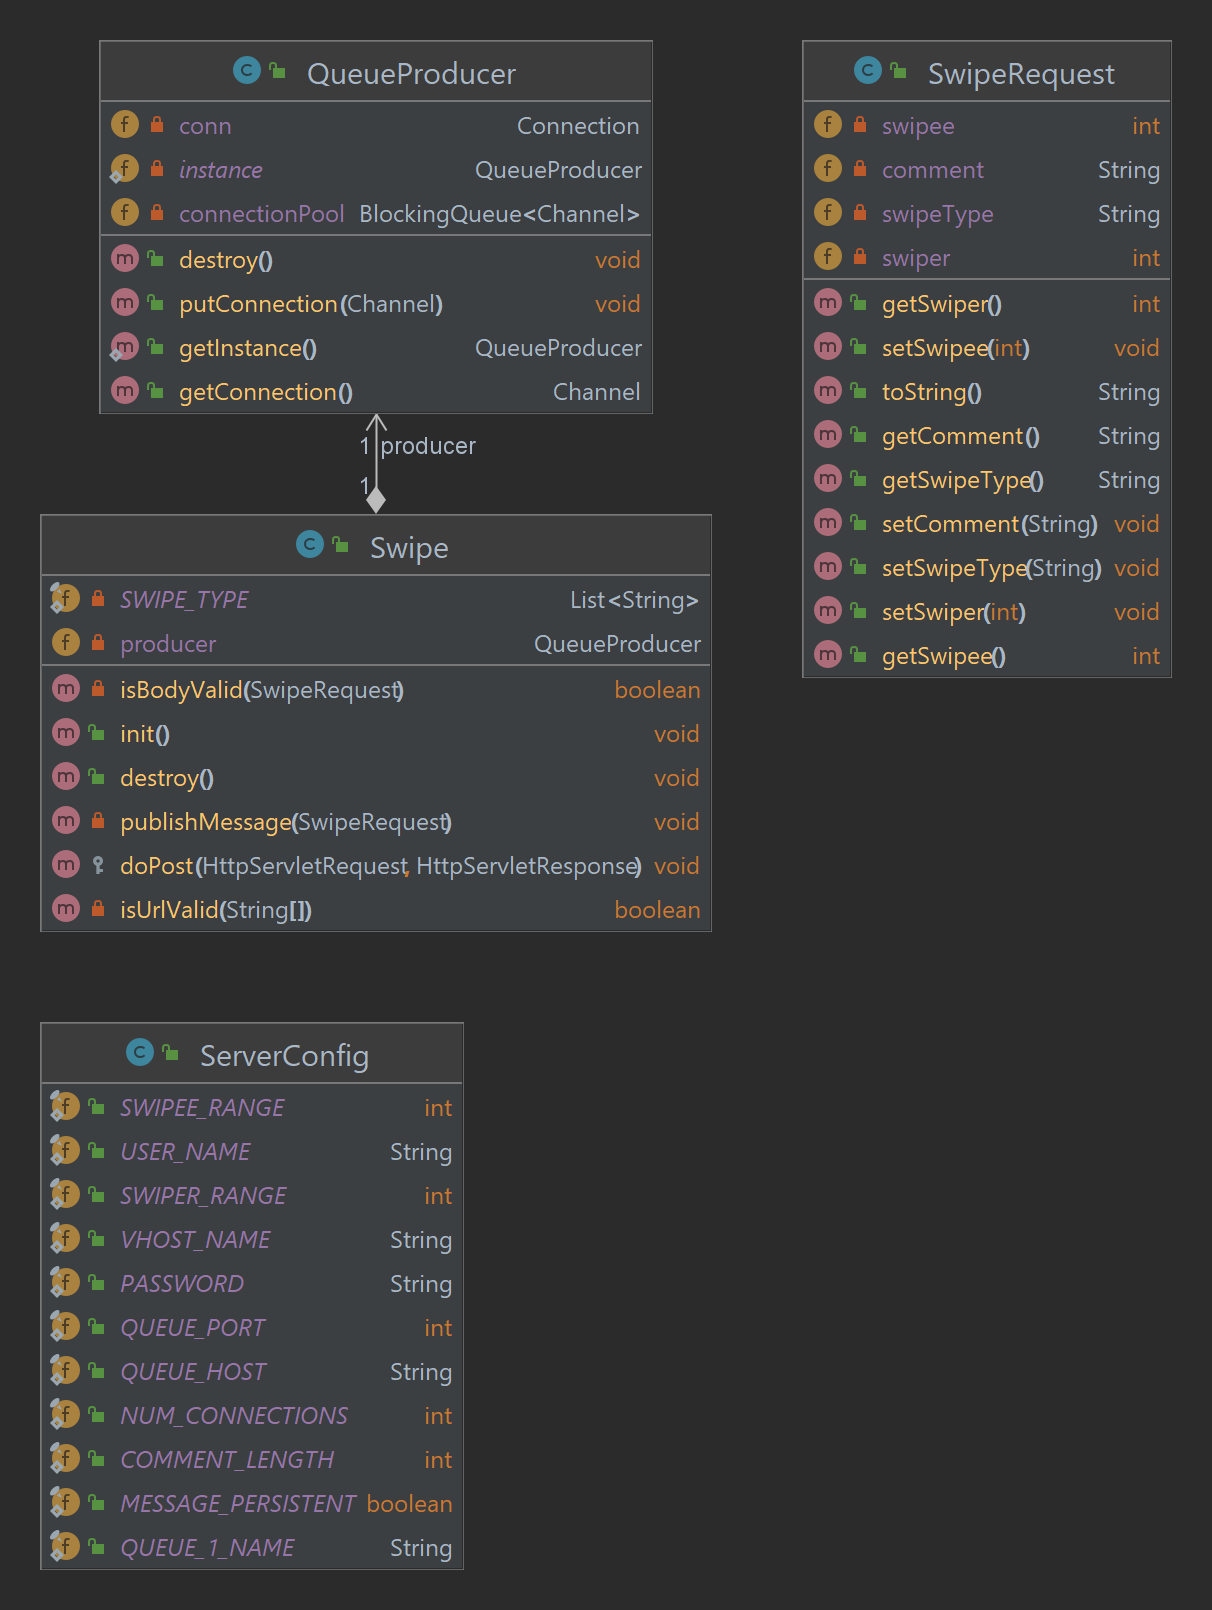 QueueProducer
conn Connection
instance QueueProducer
connectionPool BlockingQueue<Channel>
destroy() void
putConnection(Channel) void
getInstance() QueueProducer
getConnection() Channel
1 producer
1
Swipe
SWIPE_TYPE List<String>
producer QueueProducer
isBodyValid(SwipeRequest) boolean
init() void
destroy() void
publishMessage(SwipeRequest) void
doPost(HttpServletRequest, HttpServletResponse) void
isUrlValid(String[]) boolean
SwipeRequest
swipee int
comment String
swipeType String
swiper int
getSwiper() int
setSwipee(int) void
toString() String
getComment() String
getSwipeType() String
setComment(String) void
setSwipeType(String) void
setSwiper(int) void
getSwipee() int
ServerConfig
SWIPEE_RANGE int
USER_NAME String
SWIPER_RANGE int
VHOST_NAME String
PASSWORD String
QUEUE_PORT int
QUEUE_HOST String
NUM_CONNECTIONS int
COMMENT_LENGTH int
MESSAGE_PERSISTENT boolean
QUEUE_1_NAME String